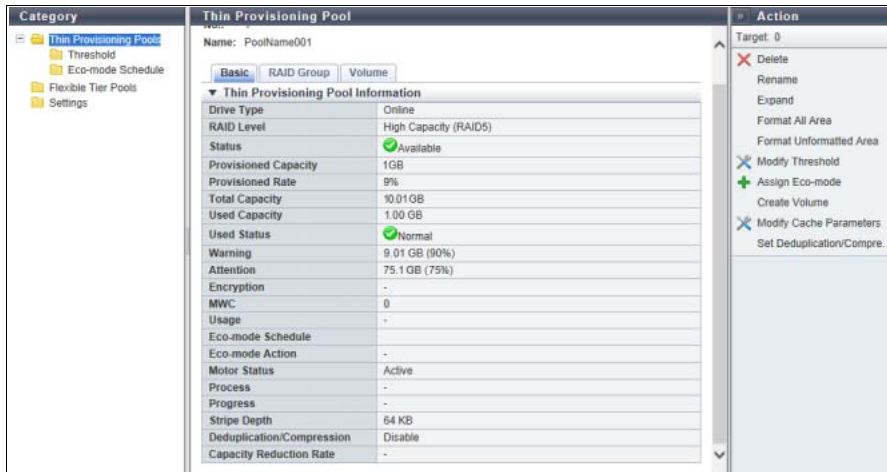 Category
Thin Provisioning Pools
Threshold
Eco-mode Schedule
Flexible Tier Pools
Settings
Thin Provisioning Pool
Name: PoolName001
Basic RAID Group Volume
Thin Provisioning Pool Information
Drive Type Online
RAID Level High Capacity (RAID5)
Status Available
Provisioned Capacity 1GB
Provisioned Rate 9%
Total Capacity 10.01GB
Used Capacity 1.00 GB
Used Status Normal
Warning 9.01 GB (90%)
Attention 75.1 GB (75%)
Encryption -
MWC 0
Usage -
Eco-mode Schedule
Eco-mode Action -
Motor Status Active
Process -
Progress -
Stripe Depth 64 KB
Deduplication/Compression Disable
Capacity Reduction Rate -
» Action
Target: 0
Delete
Rename
Expand
Format All Area
Format Unformatted Area
Modify Threshold
Assign Eco-mode
Create Volume
Modify Cache Parameters
Set Deduplication/Compre..